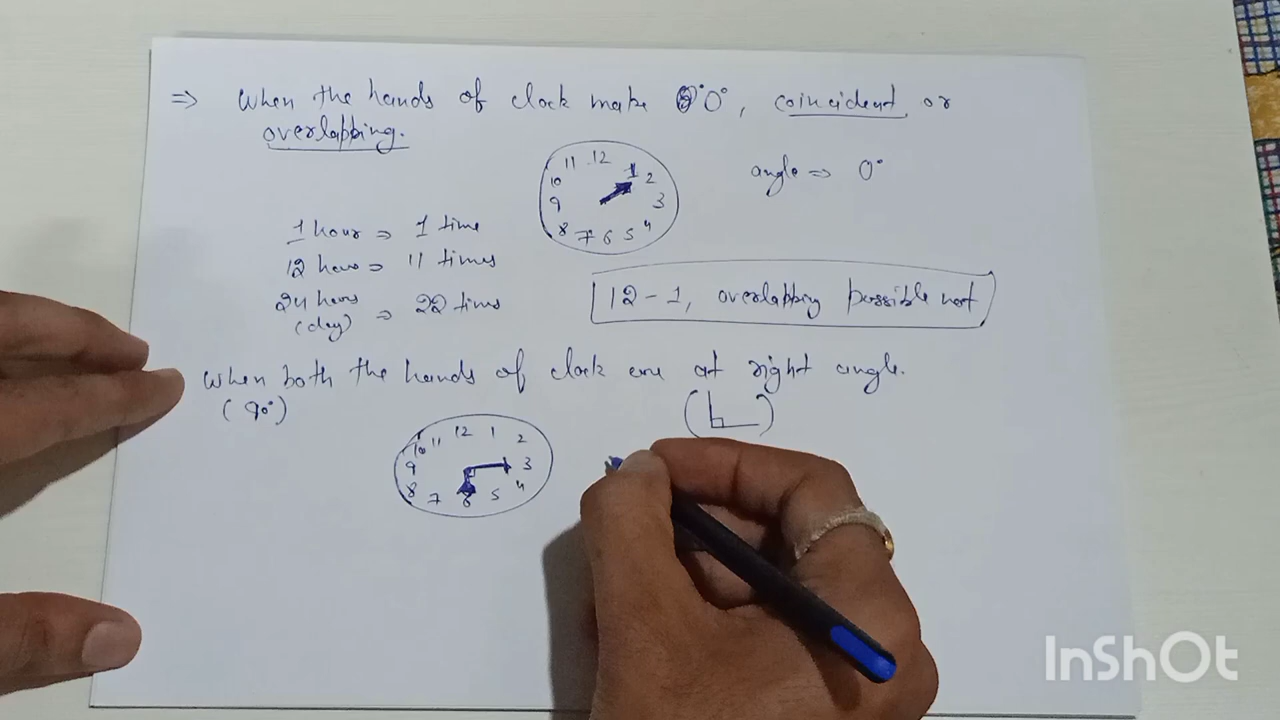 ⇒ When the hands of clock make 0°, coincident or
overlapping.
11 12 1
10 2
9 3
8 4
7 6 5
angle ⇒ 0°
1 hour ⇒ 1 time
12 hours ⇒ 11 times
24 hours ⇒ 22 times
(day)
12-1, overlapping possible not
When both the hands of clock are at right angle.
(90°)
10 11 12 1 2
9 3
8 7 6 5 4
InShOt